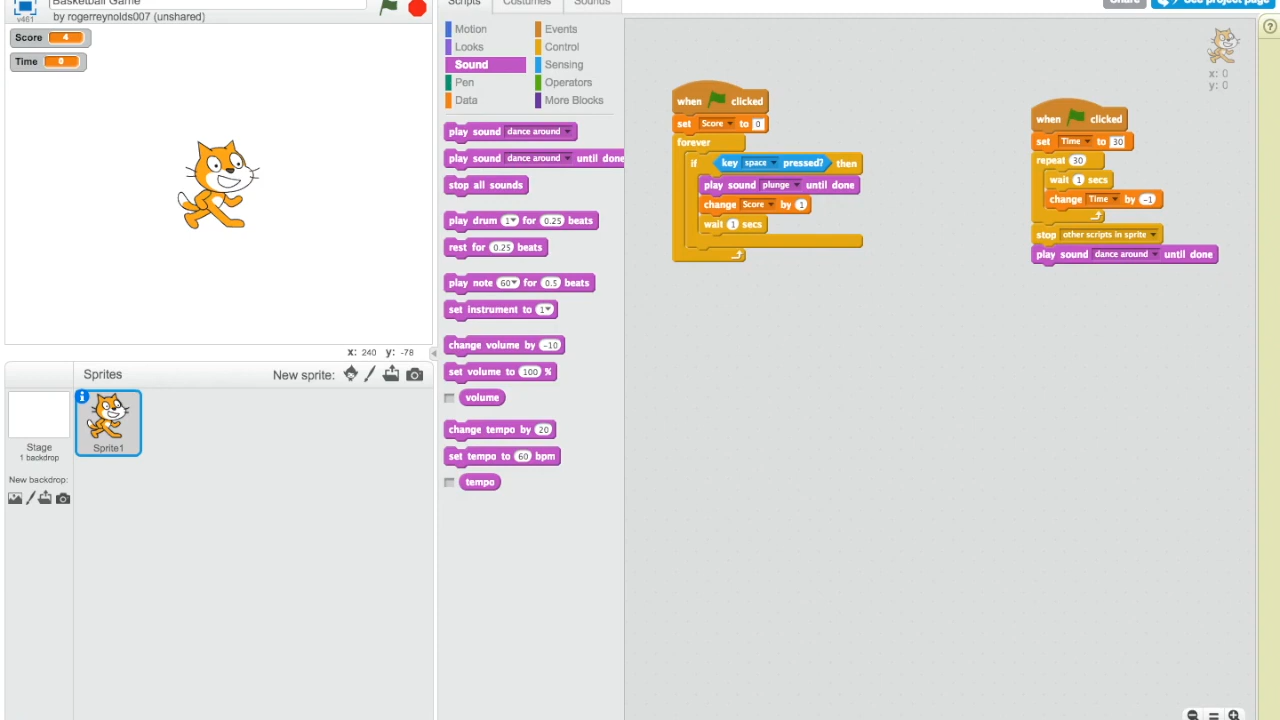 Basketball Game
by rogerreynolds007 (unshared)
v461
Score 4
Time 0
x: 240 y: -78
Sprites
New sprite:
Stage
1 backdrop
New backdrop:
Sprite1
Scripts
Costumes
Sounds
Motion
Looks
Sound
Pen
Data
Events
Control
Sensing
Operators
More Blocks
play sound dance around
play sound dance around until done
stop all sounds
play drum 1 for 0.25 beats
rest for 0.25 beats
play note 60 for 0.5 beats
set instrument to 1
change volume by -10
set volume to 100 %
volume
change tempo by 20
set tempo to 60 bpm
tempo
when clicked
set Score to 0
forever
if key space pressed? then
play sound plunge until done
change Score by 1
wait 1 secs
when clicked
set Time to 30
repeat 30
wait 1 secs
change Time by -1
stop other scripts in sprite
play sound dance around until done
Share
See project page
x: 0
y: 0
?